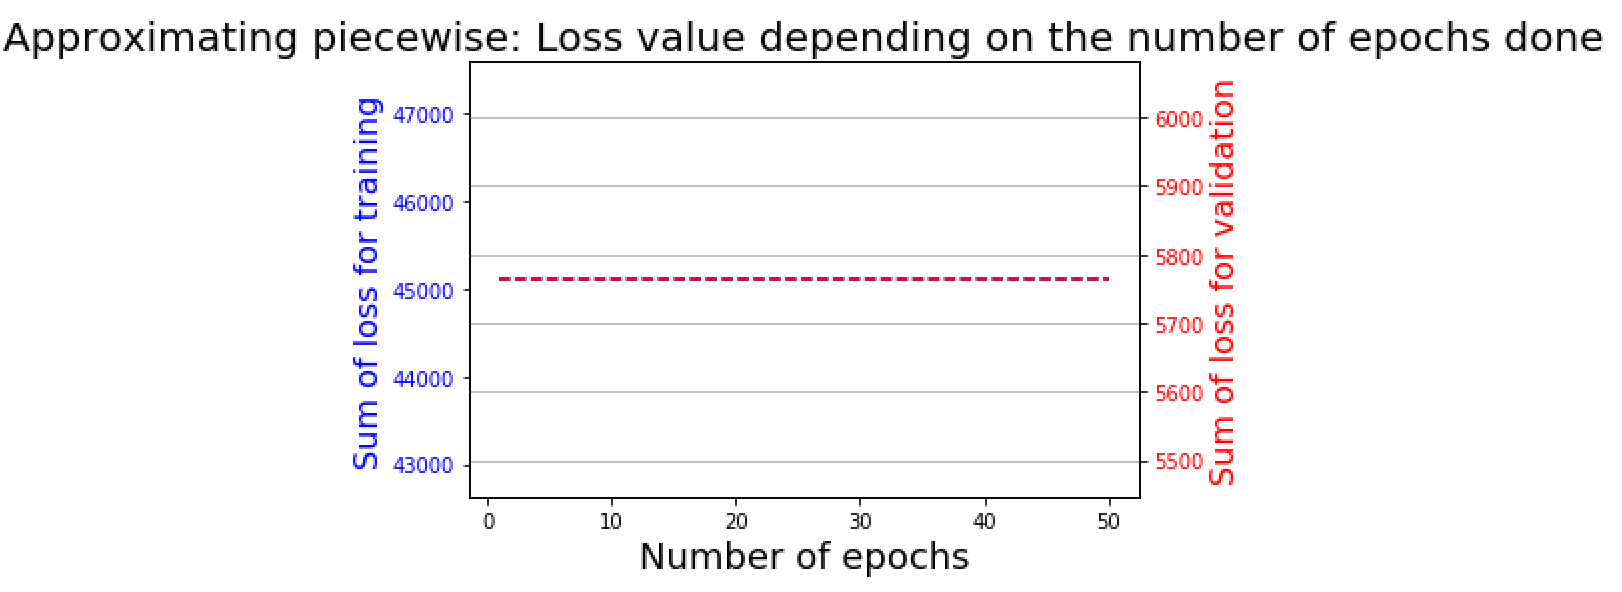 Approximating piecewise: Loss value depending on the number of epochs done
Sum of loss for training
47000
46000
45000
44000
43000
6000
5900
5800
5700
5600
5500
Sum of loss for validation
0 10 20 30 40 50
Number of epochs